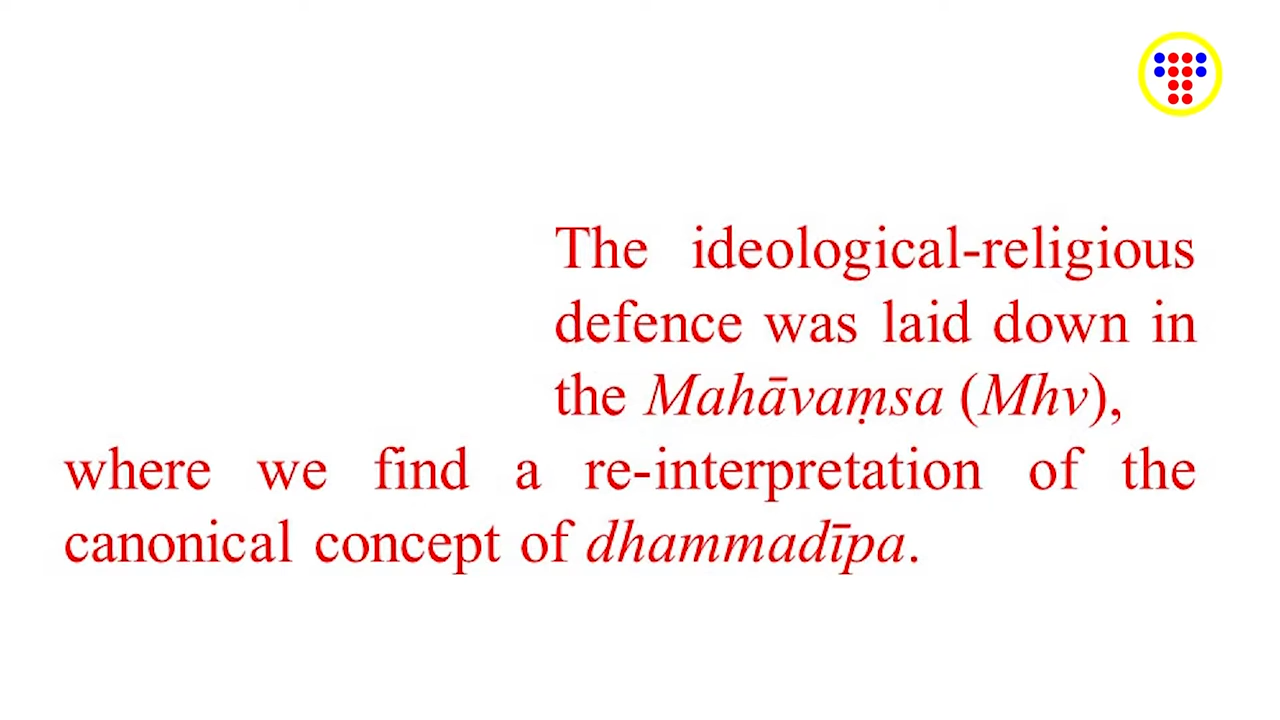 The ideological-religious
defence was laid down in
the Mahāvaṃsa (Mhv),
where we find a re-interpretation of the
canonical concept of dhammadīpa.